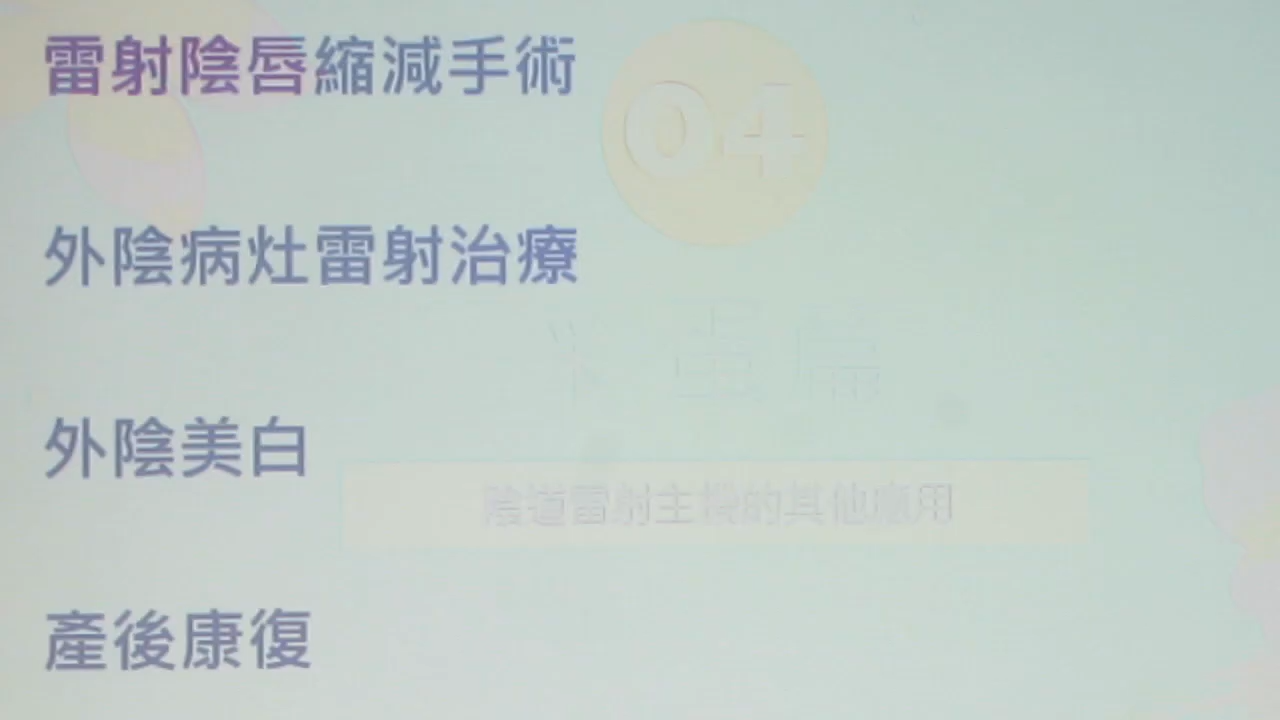 雷射陰唇縮減手術
04
外陰病灶雷射治療
外陰美白
陰道雷射主機的其他應用
產後康復